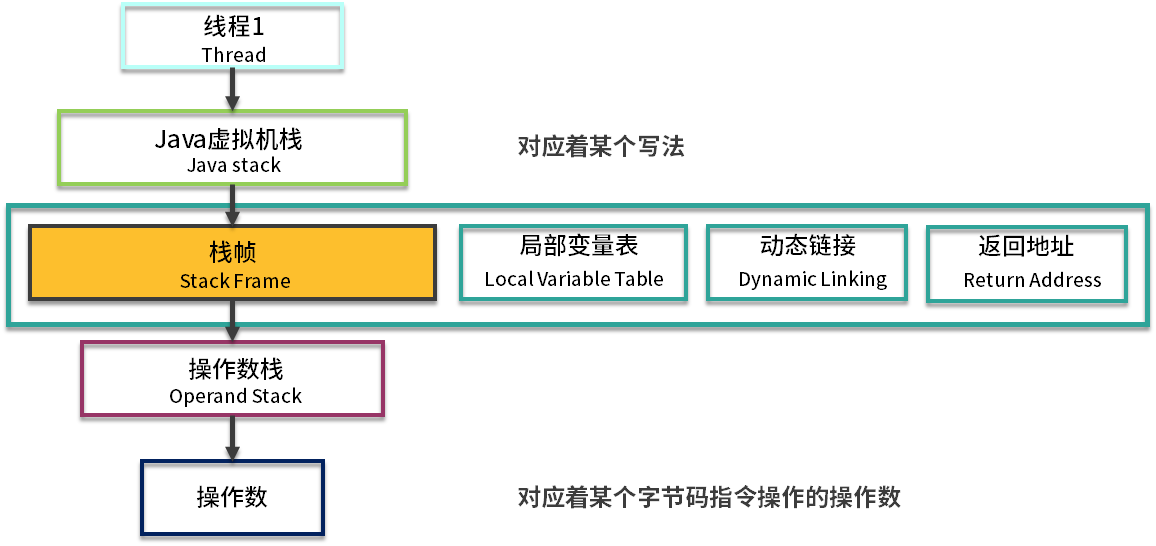 线程1
Thread
Java虚拟机栈
Java stack
对应着某个写法
栈帧
Stack Frame
局部变量表
Local Variable Table
动态链接
Dynamic Linking
返回地址
Return Address
操作数栈
Operand Stack
操作数
对应着某个字节码指令操作的操作数